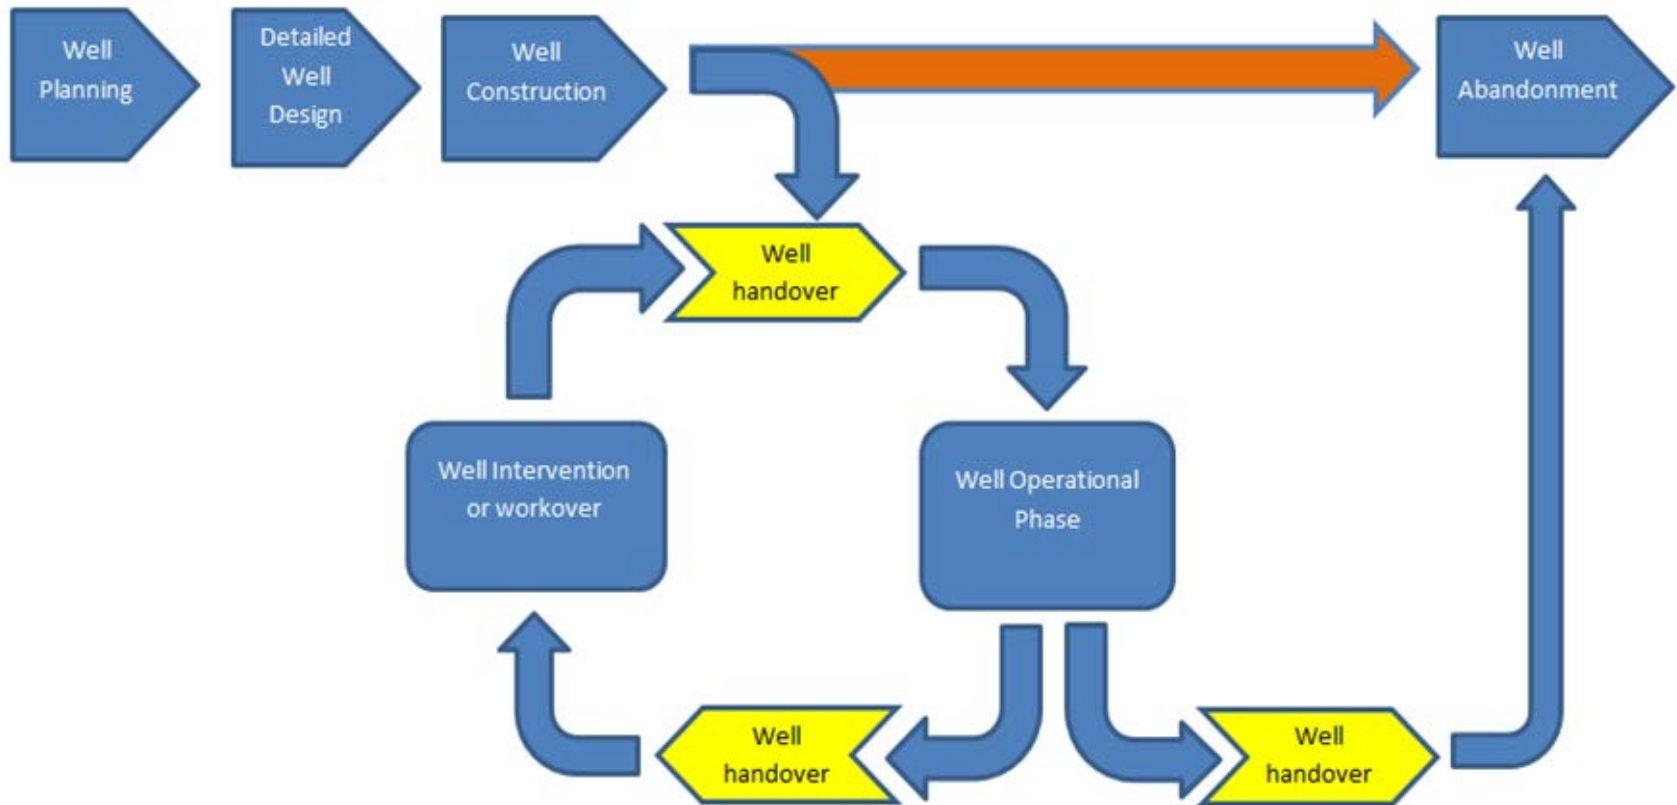 Well
Planning
Detailed
Well
Design
Well
Construction
Well
Abandonment
Well
handover
Well Intervention
or workover
Well Operational
Phase
Well
handover
Well
handover